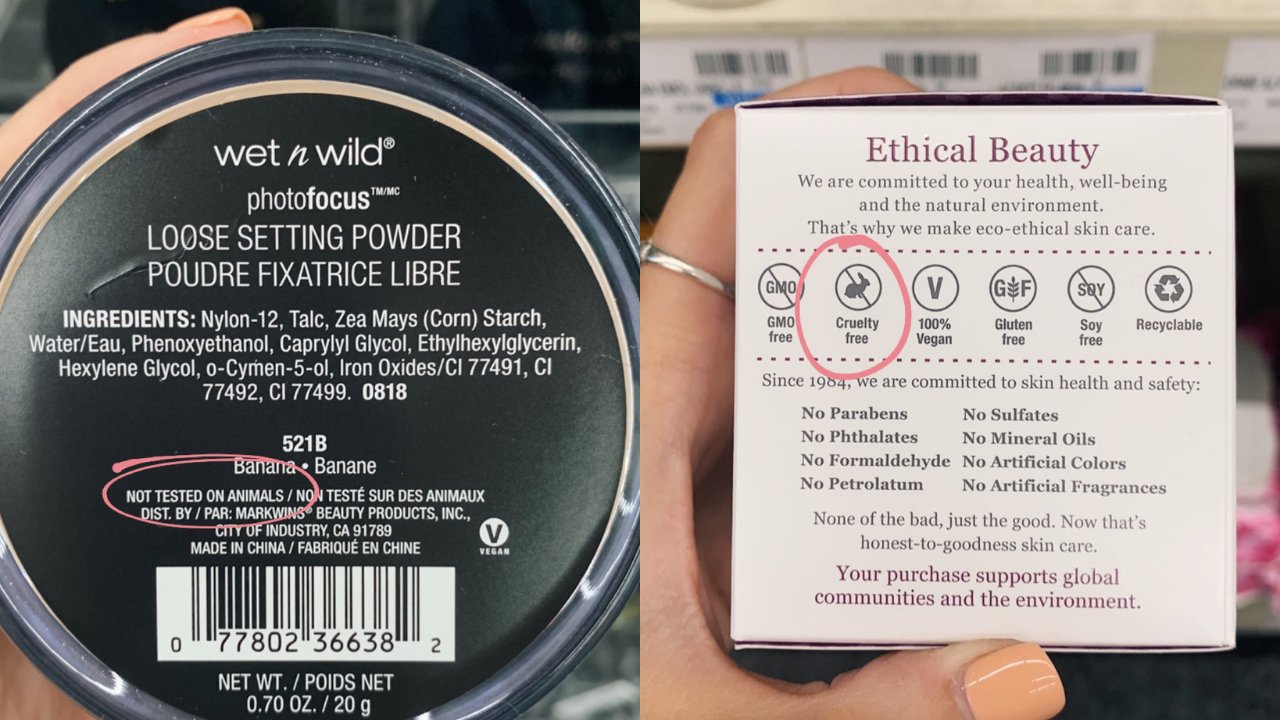 wet n wild®
photofocus™/MC
LOOSE SETTING POWDER
POUDRE FIXATRICE LIBRE
INGREDIENTS: Nylon-12, Talc, Zea Mays (Corn) Starch,
Water/Eau, Phenoxyethanol, Caprylyl Glycol, Ethylhexylglycerin,
Hexylene Glycol, o-Cymen-5-ol, Iron Oxides/CI 77491, CI
77492, CI 77499. 0818
521B
Banana • Banane
NOT TESTED ON ANIMALS / NON TESTÉ SUR DES ANIMAUX
DIST. BY / PAR: MARKWINS® BEAUTY PRODUCTS, INC.,
CITY OF INDUSTRY, CA 91789
MADE IN CHINA / FABRIQUÉ EN CHINE
V
VEGAN
0 77802 36638 2
NET WT. / POIDS NET
0.70 OZ. / 20 g
Ethical Beauty
We are committed to your health, well-being
and the natural environment.
That's why we make eco-ethical skin care.
GMO V GF SOY
GMO free
Cruelty free
100% Vegan
Gluten free
Soy free
Recyclable
Since 1984, we are committed to skin health and safety:
No Parabens No Sulfates
No Phthalates No Mineral Oils
No Formaldehyde No Artificial Colors
No Petrolatum No Artificial Fragrances
None of the bad, just the good. Now that's
honest-to-goodness skin care.
Your purchase supports global
communities and the environment.